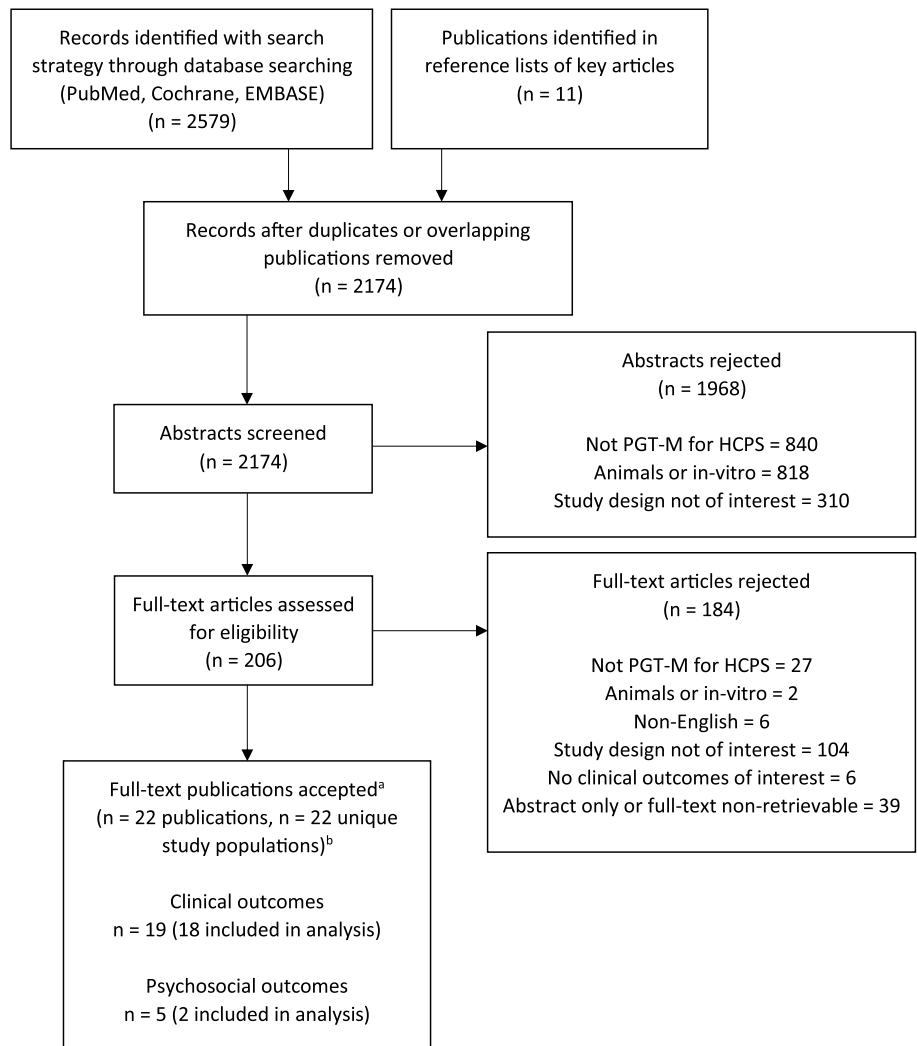 Records identified with search
strategy through database searching
(PubMed, Cochrane, EMBASE)
(n = 2579)
Publications identified in
reference lists of key articles
(n = 11)
Records after duplicates or overlapping
publications removed
(n = 2174)
Abstracts screened
(n = 2174)
Abstracts rejected
(n = 1968)
Not PGT-M for HCPS = 840
Animals or in-vitro = 818
Study design not of interest = 310
Full-text articles assessed
for eligibility
(n = 206)
Full-text articles rejected
(n = 184)
Not PGT-M for HCPS = 27
Animals or in-vitro = 2
Non-English = 6
Study design not of interest = 104
No clinical outcomes of interest = 6
Abstract only or full-text non-retrievable = 39
Full-text publications acceptedᵃ
(n = 22 publications, n = 22 unique
study populations)ᵇ
Clinical outcomes
n = 19 (18 included in analysis)
Psychosocial outcomes
n = 5 (2 included in analysis)